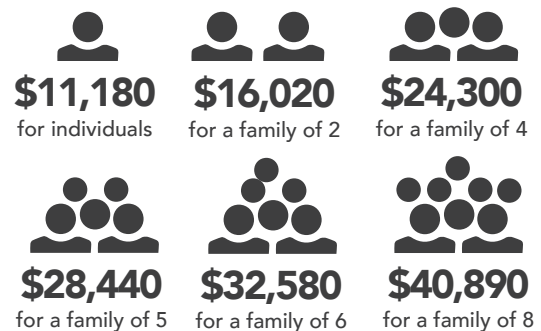 $11,180
for individuals
$16,020
for a family of 2
$24,300
for a family of 4
$28,440
for a family of 5
$32,580
for a family of 6
$40,890
for a family of 8